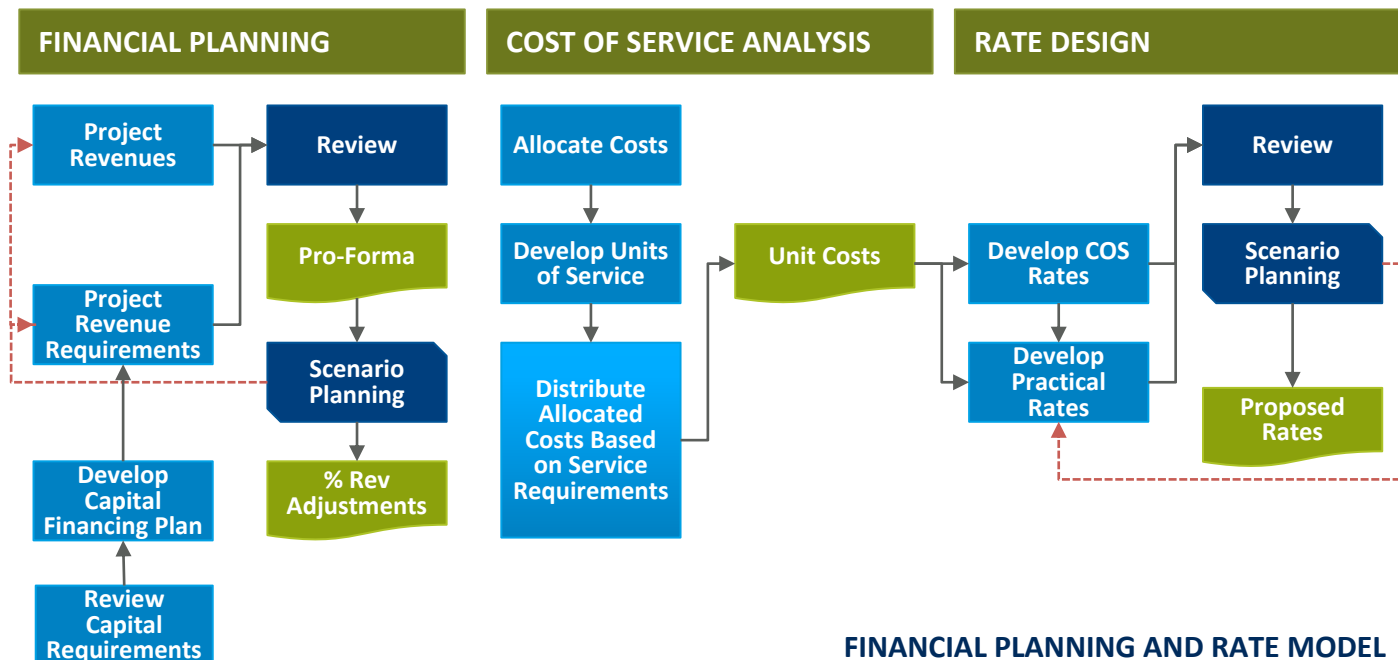 FINANCIAL PLANNING
COST OF SERVICE ANALYSIS
RATE DESIGN
Project
Revenues
Review
Pro-Forma
Project
Revenue
Requirements
Scenario
Planning
Develop
Capital
Financing Plan
% Rev
Adjustments
Review
Capital
Requirements
Allocate Costs
Develop Units
of Service
Distribute
Allocated
Costs Based
on Service
Requirements
Unit Costs
Develop COS
Rates
Develop
Practical
Rates
Review
Scenario
Planning
Proposed
Rates
FINANCIAL PLANNING AND RATE MODEL